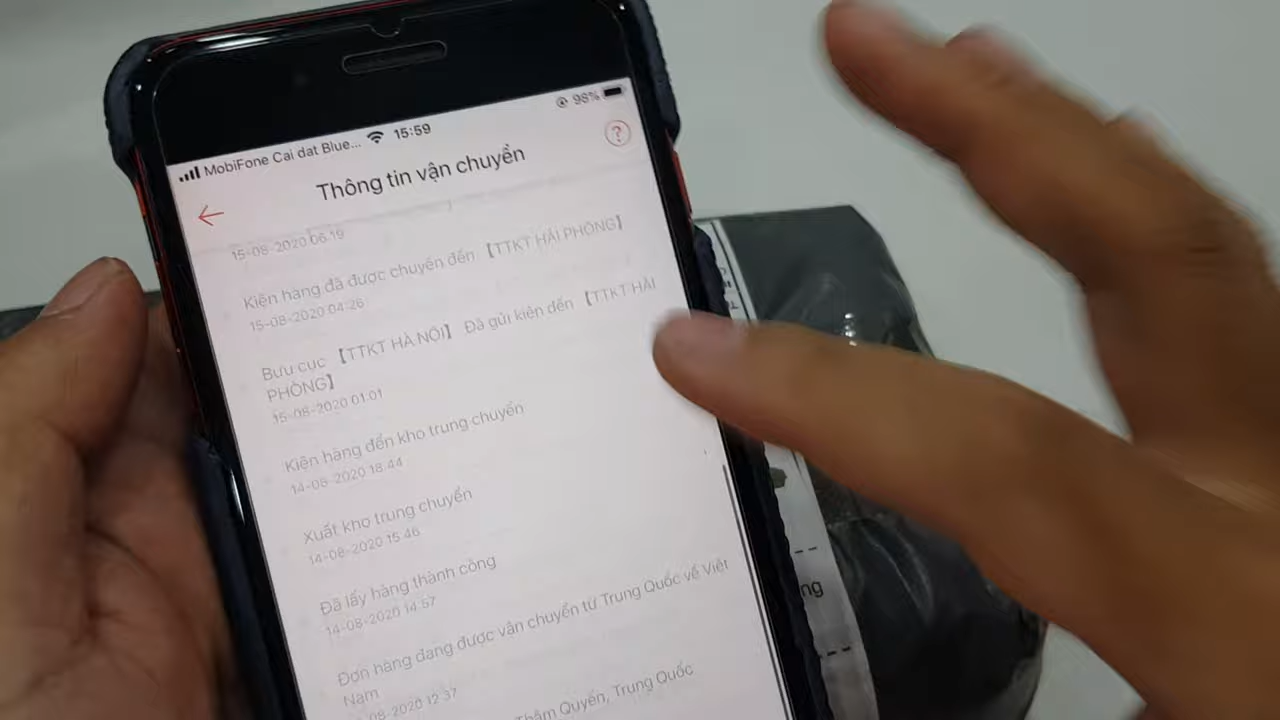 MobiFone Cai dat Blue... 15:59 98%
Thông tin vận chuyển ?
15-08-2020 06:19
Kiện hàng đã được chuyển đến 【TTKT HẢI PHÒNG】
15-08-2020 04:26
Bưu cục 【TTKT HÀ NỘI】 Đã gửi kiện đến 【TTKT HẢI
PHÒNG】
15-08-2020 01:01
Kiện hàng đến kho trung chuyển
14-08-2020 18:44
Xuất kho trung chuyển
14-08-2020 15:46
Đã lấy hàng thành công
14-08-2020 14:57
Đơn hàng đang được vận chuyển từ Trung Quốc về Việt
Nam
-08-2020 12:37
Thâm Quyến, Trung Quốc
ng